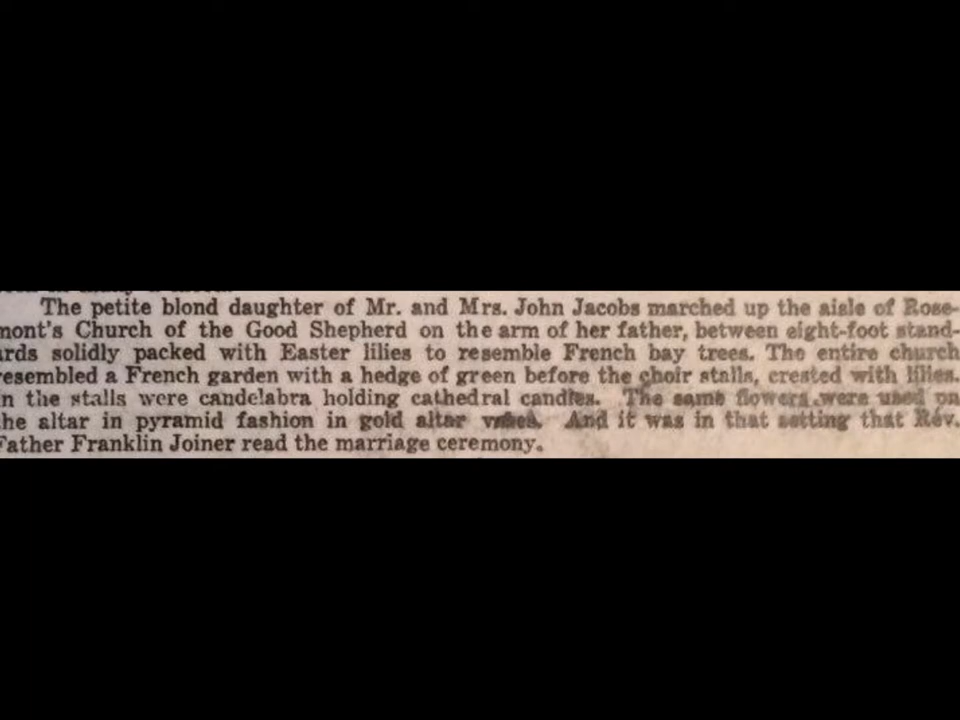 The petite blond daughter of Mr. and Mrs. John Jacobs marched up the aisle of Rose-
mont's Church of the Good Shepherd on the arm of her father, between eight-foot stand-
ards solidly packed with Easter lilies to resemble French bay trees. The entire church
resembled a French garden with a hedge of green before the choir stalls, crested with lilies.
In the stalls were candelabra holding cathedral candles. The same flowers were used on
the altar in pyramid fashion in gold altar vases. And it was in that setting that Rev.
Father Franklin Joiner read the marriage ceremony.